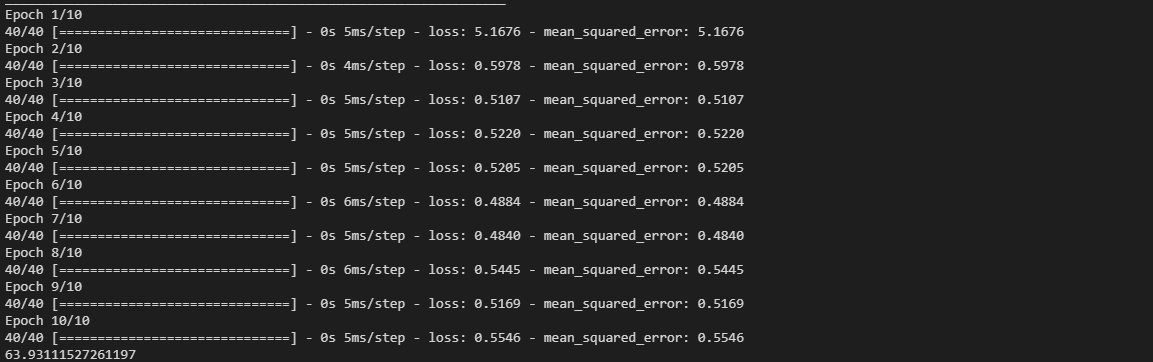 Epoch 1/10
40/40 [==============================] - 0s 5ms/step - loss: 5.1676 - mean_squared_error: 5.1676
Epoch 2/10
40/40 [==============================] - 0s 4ms/step - loss: 0.5978 - mean_squared_error: 0.5978
Epoch 3/10
40/40 [==============================] - 0s 5ms/step - loss: 0.5107 - mean_squared_error: 0.5107
Epoch 4/10
40/40 [==============================] - 0s 5ms/step - loss: 0.5220 - mean_squared_error: 0.5220
Epoch 5/10
40/40 [==============================] - 0s 5ms/step - loss: 0.5205 - mean_squared_error: 0.5205
Epoch 6/10
40/40 [==============================] - 0s 6ms/step - loss: 0.4884 - mean_squared_error: 0.4884
Epoch 7/10
40/40 [==============================] - 0s 5ms/step - loss: 0.4840 - mean_squared_error: 0.4840
Epoch 8/10
40/40 [==============================] - 0s 6ms/step - loss: 0.5445 - mean_squared_error: 0.5445
Epoch 9/10
40/40 [==============================] - 0s 5ms/step - loss: 0.5169 - mean_squared_error: 0.5169
Epoch 10/10
40/40 [==============================] - 0s 5ms/step - loss: 0.5546 - mean_squared_error: 0.5546
63.93111527261197